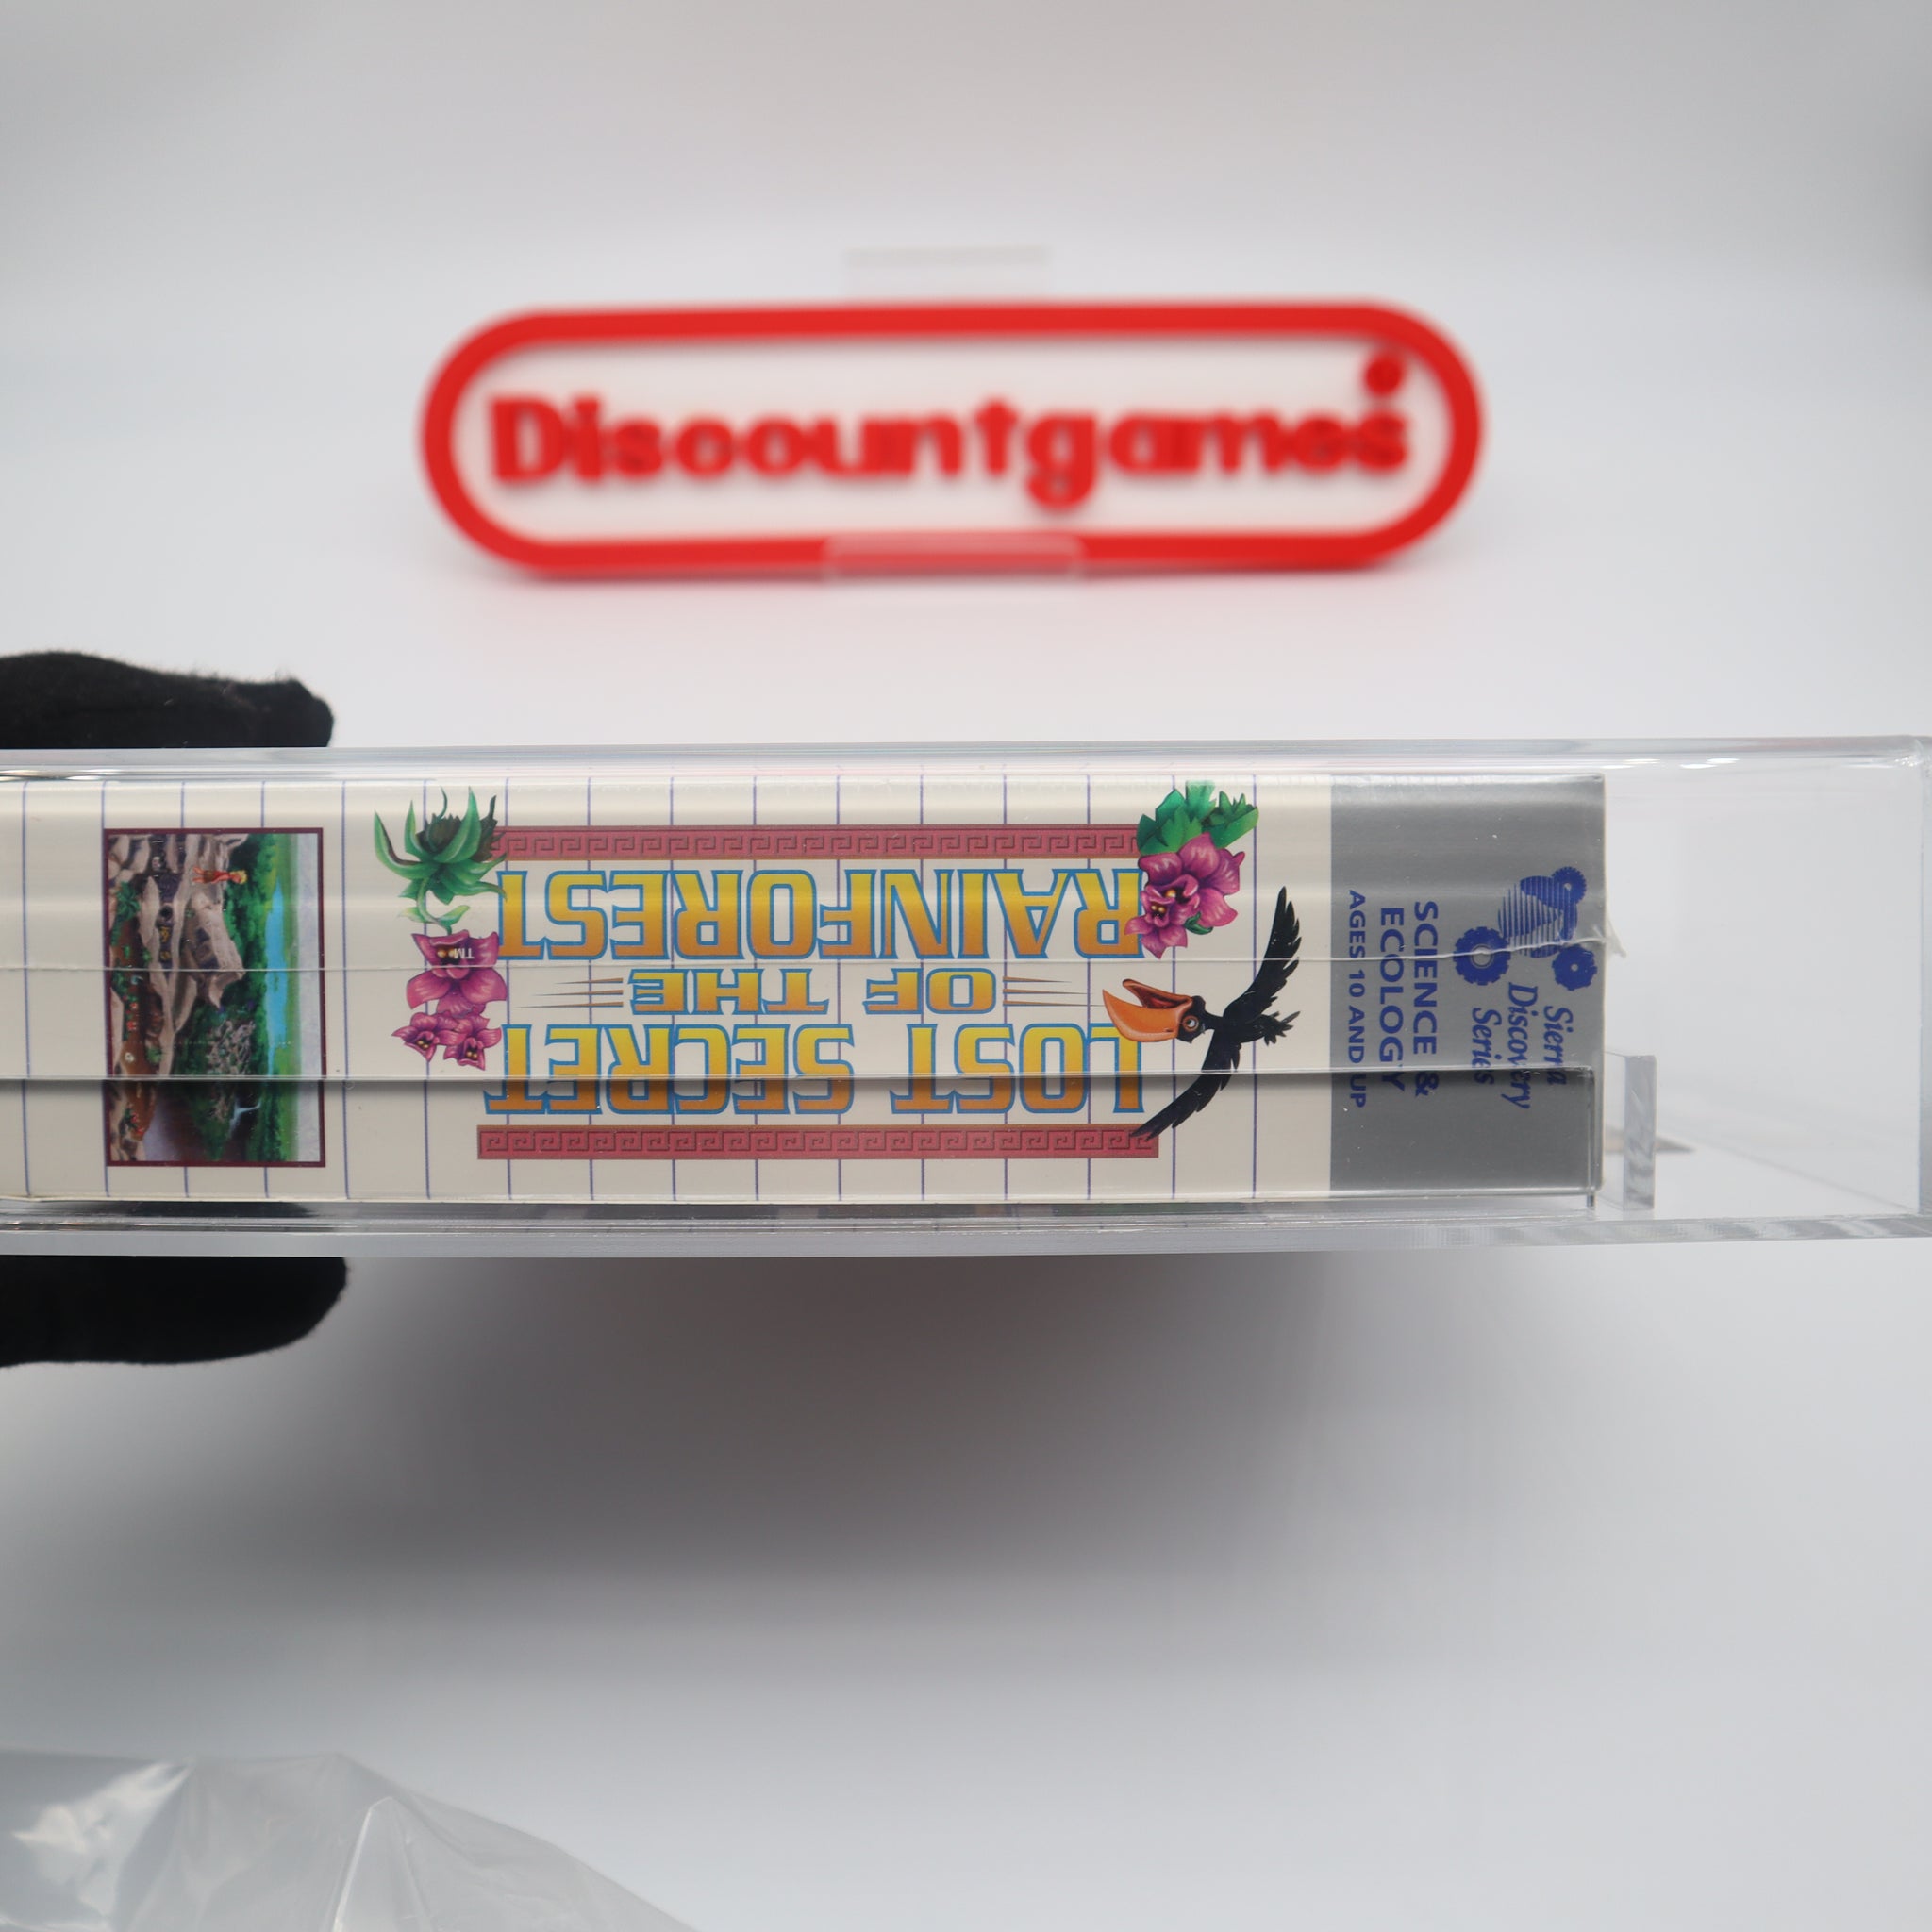 Discountgames
LOST SECRET
OF THE
RAINFOREST
TM
Sierra
Discovery
Series
SCIENCE &
ECOLOGY
AGES 10 AND UP